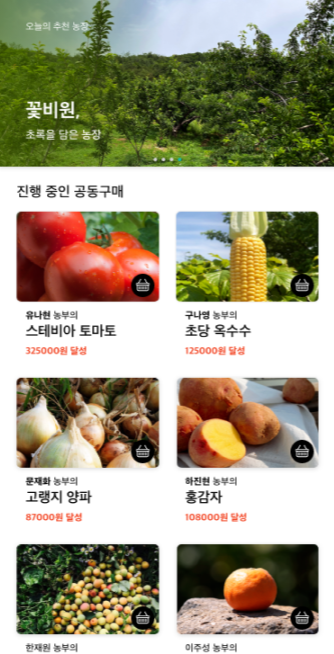 오늘의 추천 농장
꽃비원,
초록을 담은 농장
진행 중인 공동구매
유나현 농부의
스테비아 토마토
325000원 달성
구나영 농부의
초당 옥수수
125000원 달성
문재화 농부의
고랭지 양파
87000원 달성
하진현 농부의
홍감자
108000원 달성
한재원 농부의
이주성 농부의